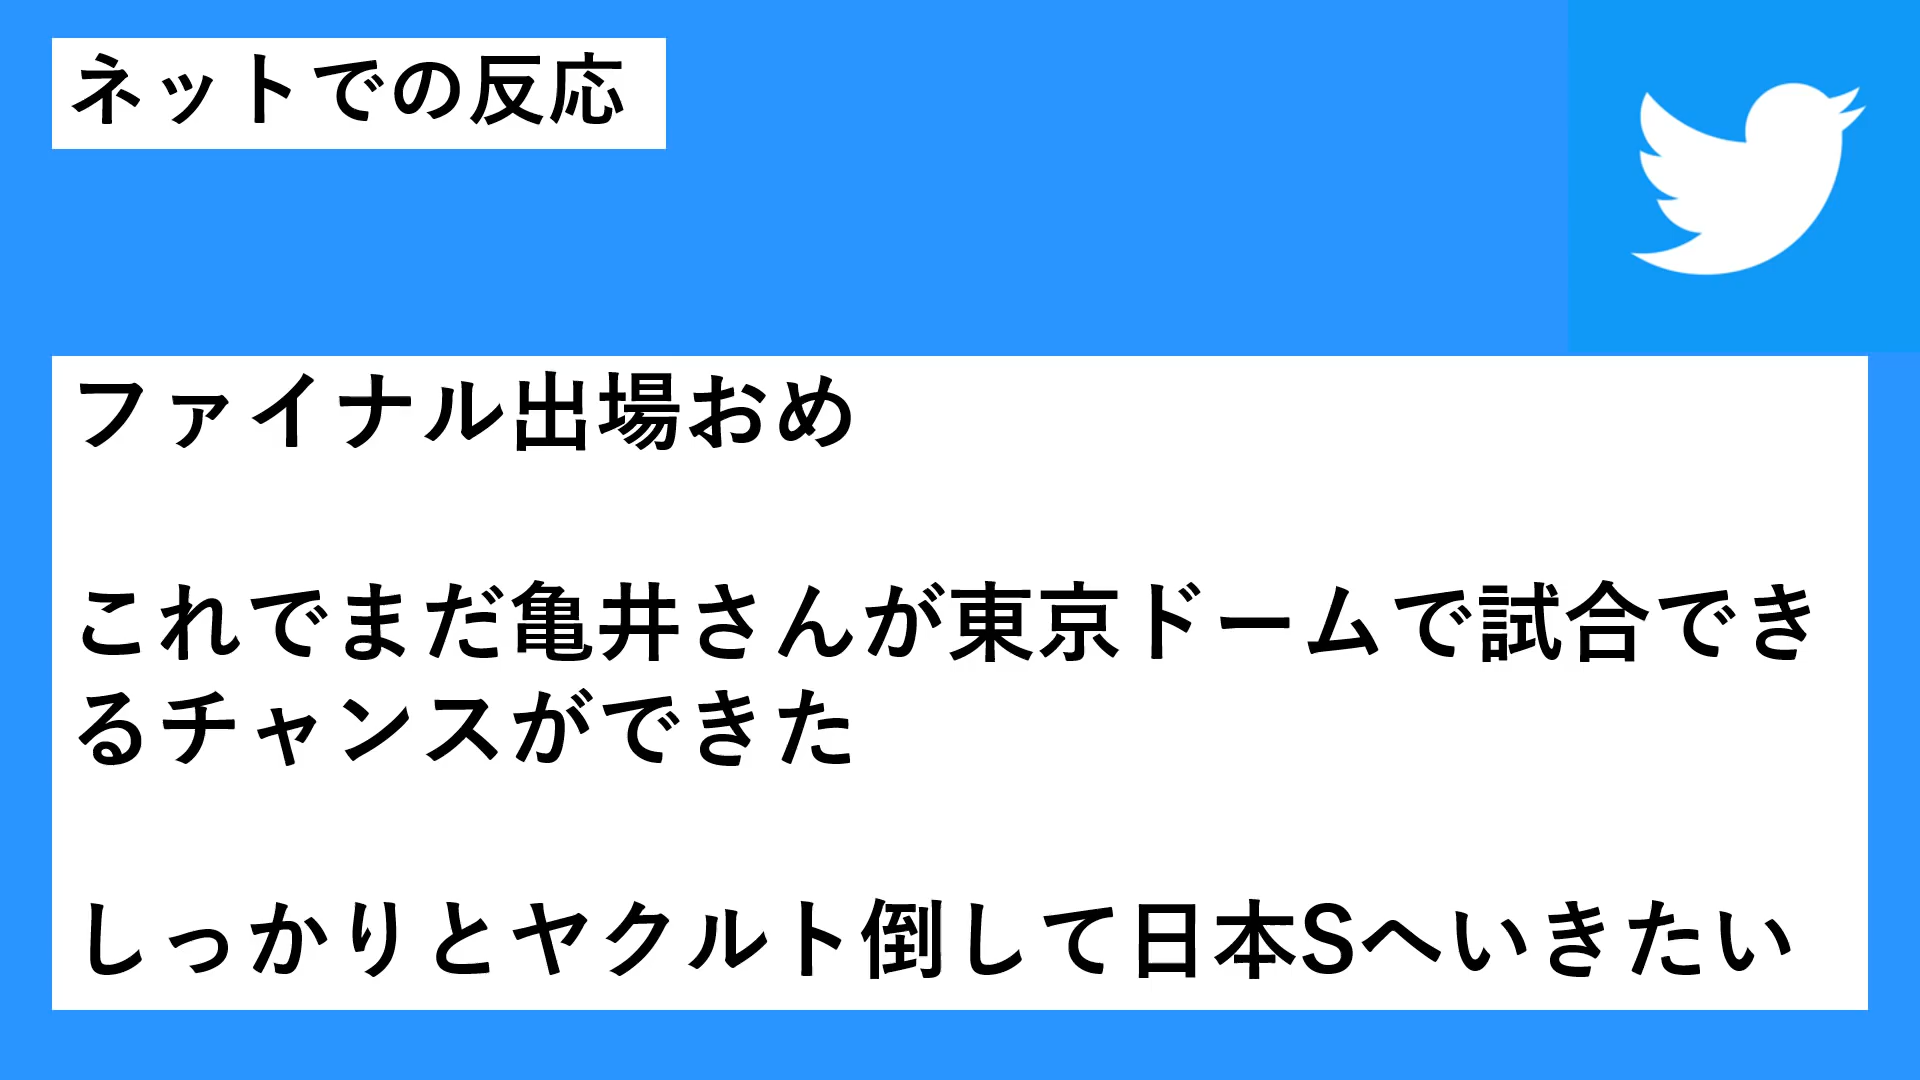 ネットでの反応
ファイナル出場おめ
これでまだ亀井さんが東京ドームで試合でき
るチャンスができた
しっかりとヤクルト倒して日本Sへいきたい